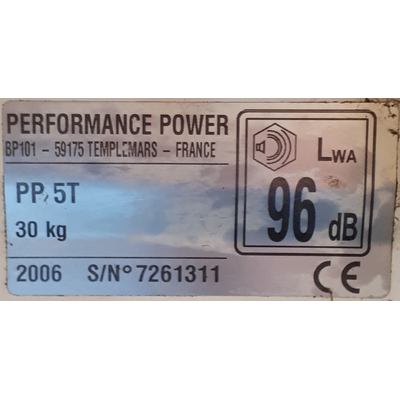 PERFORMANCE POWER
BP101 - 59175 TEMPLEMARS - FRANCE
LWA
PP 5T
96 dB
30 kg
2006 S/N° 7261311
CE